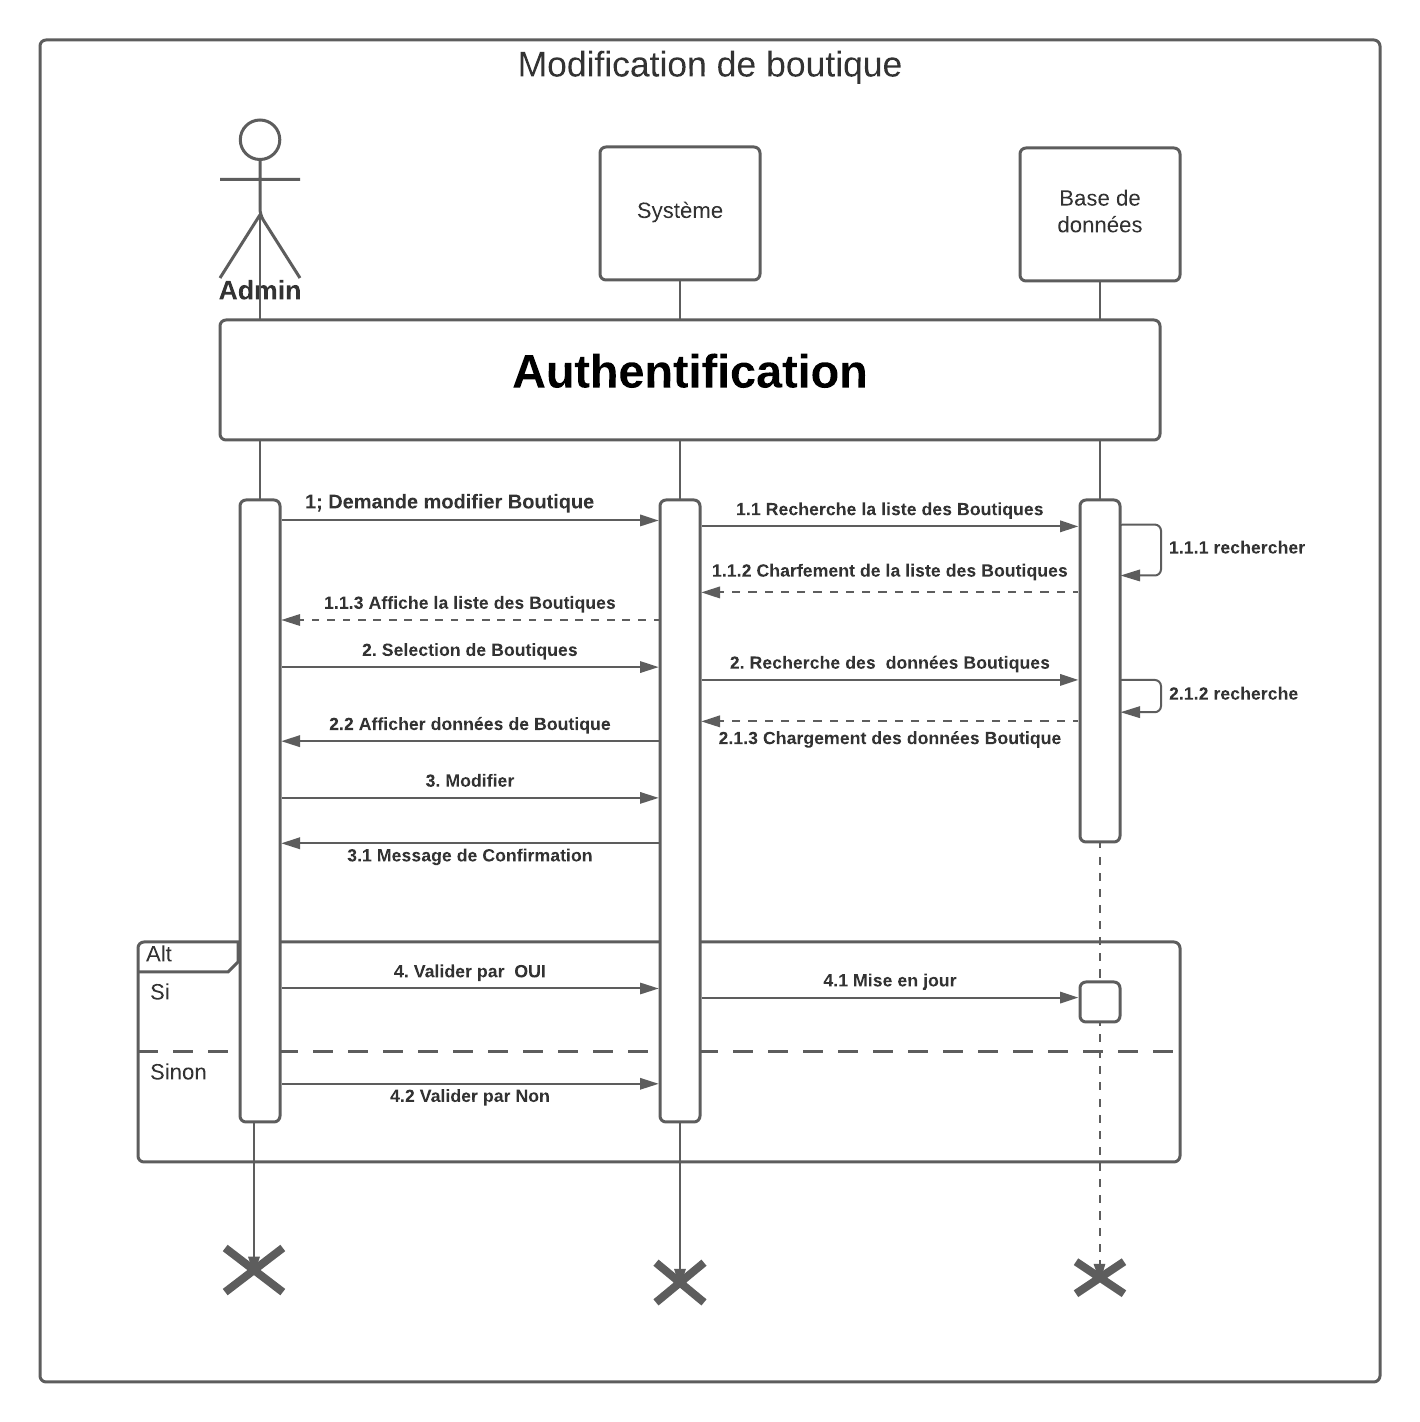 Modification de boutique
Admin
Système
Base de
données
Authentification
1; Demande modifier Boutique
1.1 Recherche la liste des Boutiques
1.1.1 rechercher
1.1.2 Charfement de la liste des Boutiques
1.1.3 Affiche la liste des Boutiques
2. Selection de Boutiques
2. Recherche des  données Boutiques
2.1.2 recherche
2.2 Afficher données de Boutique
2.1.3 Chargement des données Boutique
3. Modifier
3.1 Message de Confirmation
Alt
Si
4. Valider par  OUI
4.1 Mise en jour
Sinon
4.2 Valider par Non